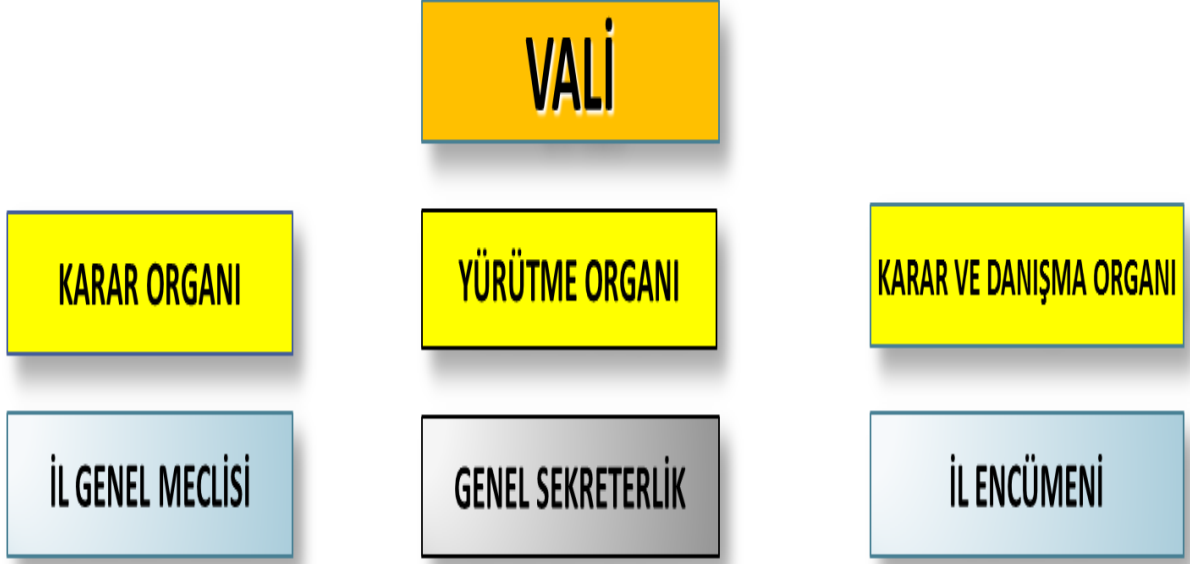 VALİ
KARAR ORGANI
YÜRÜTME ORGANI
KARAR VE DANIŞMA ORGANI
İL GENEL MECLİSİ
GENEL SEKRETERLİK
İL ENCÜMENİ